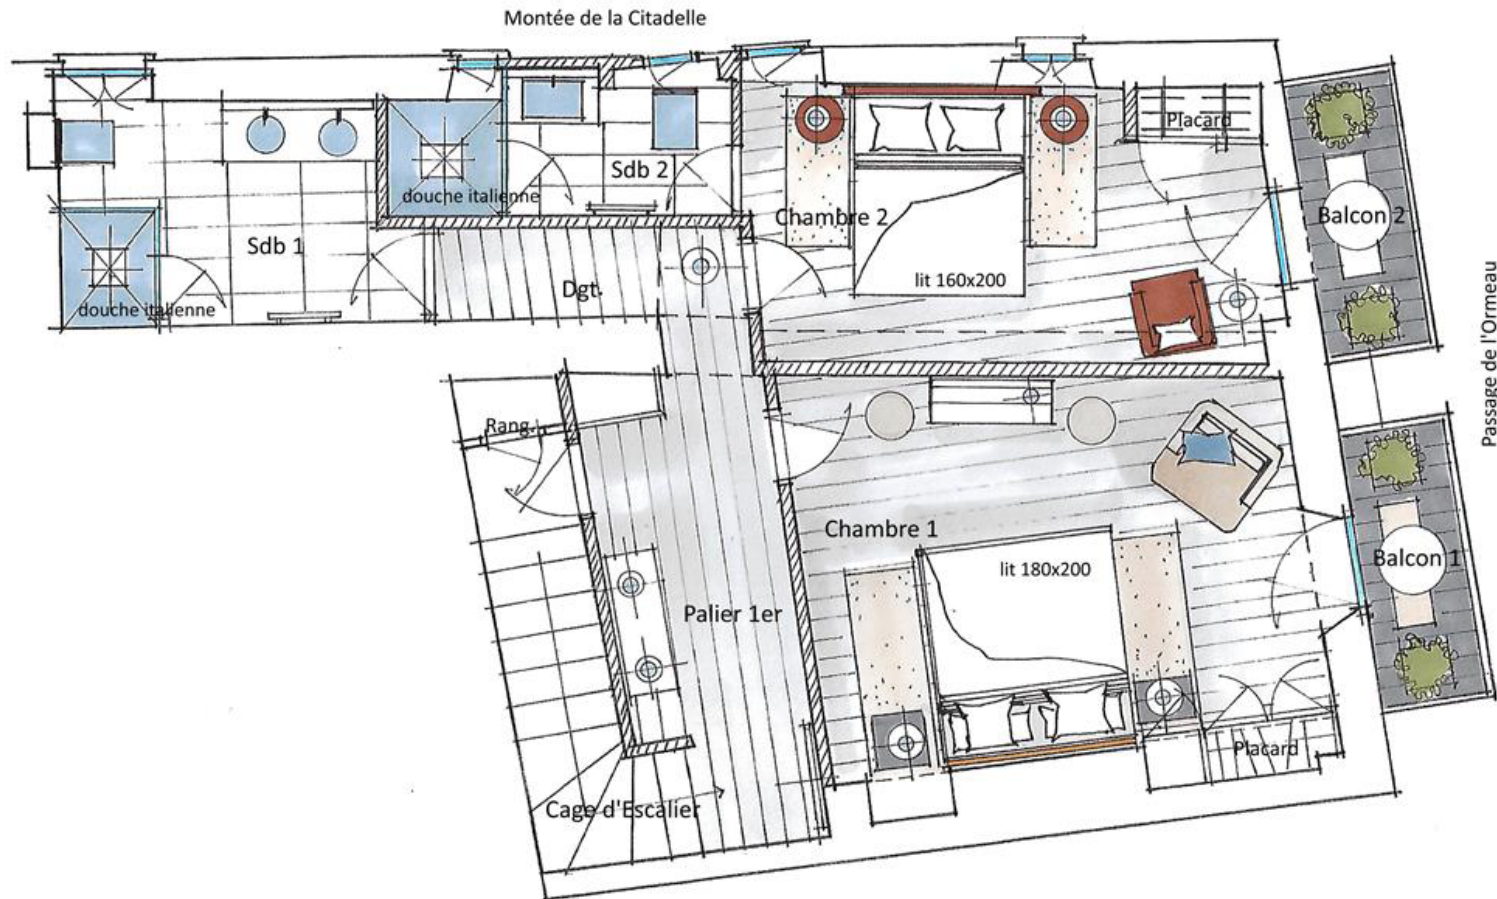 Montée de la Citadelle
Placard
Sdb 2
douche italienne
Chambre 2
Balcon 2
Sdb 1
Dgt.
lit 160x200
douche italienne
Passage de l'Ormeau
Rang.
Chambre 1
lit 180x200
Balcon 1
Palier 1er
Placard
Cage d'Escalier